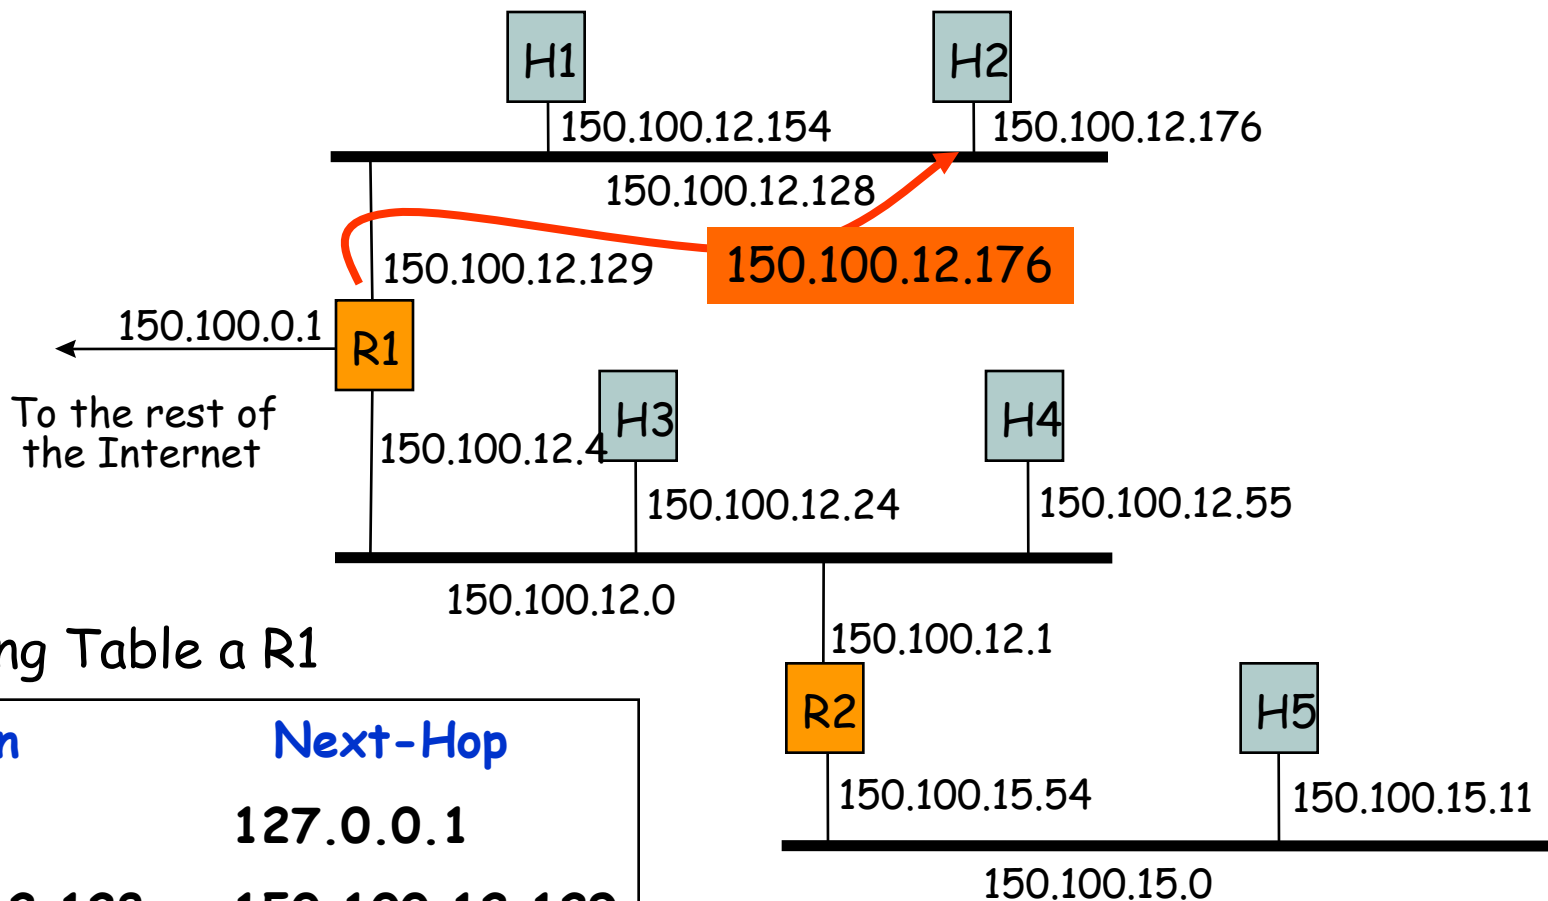 H1
H2
150.100.12.154
150.100.12.176
150.100.12.128
150.100.12.129
150.100.12.176
150.100.0.1
R1
To the rest of
the Internet
H3
H4
150.100.12.4
150.100.12.24
150.100.12.55
150.100.12.0
150.100.12.1
ng Table a R1
R2
H5
n Next-Hop
150.100.15.54
150.100.15.11
127.0.0.1
150.100.15.0